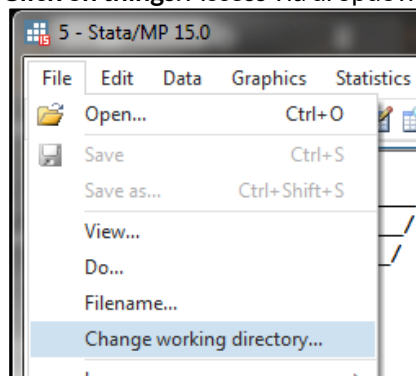 5 - Stata/MP 15.0
File Edit Data Graphics Statistics
Open... Ctrl+O
Save Ctrl+S
Save as... Ctrl+Shift+S
View...
Do...
Filename...
Change working directory...